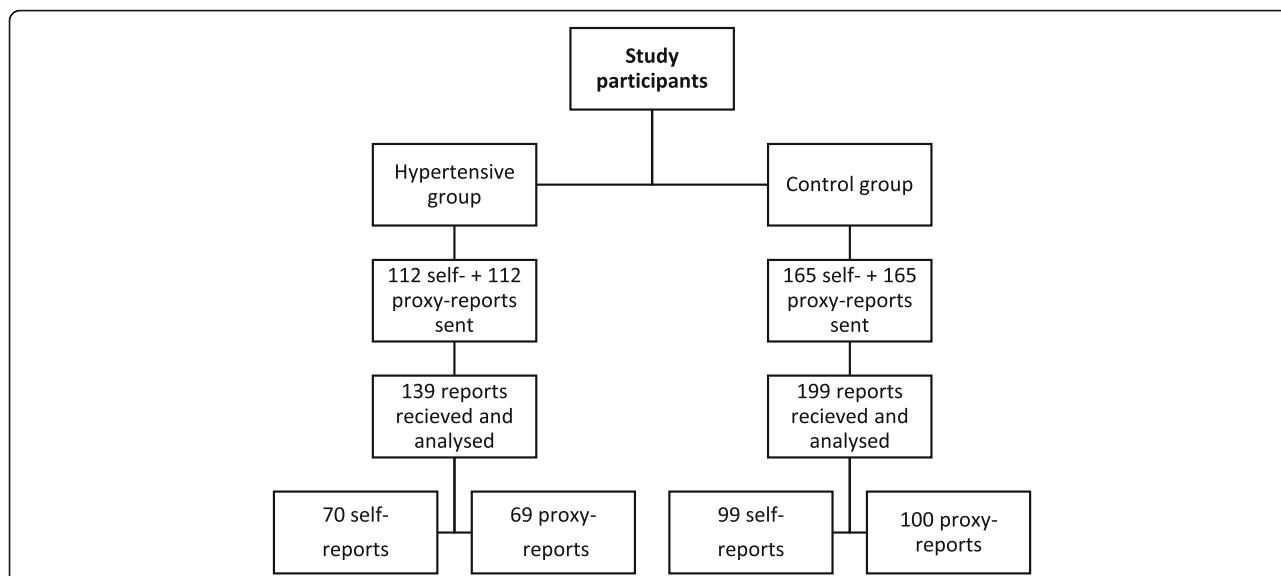 Study
participants
Hypertensive
group
Control group
112 self- + 112
proxy-reports
sent
165 self- + 165
proxy-reports
sent
139 reports
recieved and
analysed
199 reports
recieved and
analysed
70 self-
reports
69 proxy-
reports
99 self-
reports
100 proxy-
reports